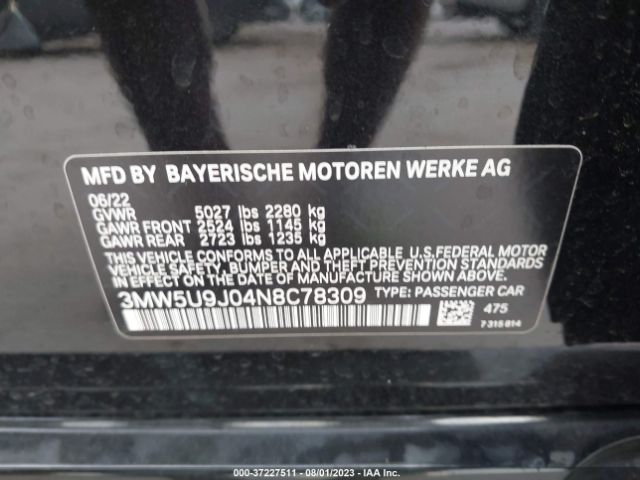 MFD BY BAYERISCHE MOTOREN WERKE AG
06/22
GVWR 5027 lbs 2280 kg
GAWR FRONT 2524 lbs 1145 kg
GAWR REAR 2723 lbs 1235 kg
THIS VEHICLE CONFORMS TO ALL APPLICABLE U.S.FEDERAL MOTOR
VEHICLE SAFETY, BUMPER AND THEFT PREVENTION STANDARDS
IN EFFECT ON THE DATE OF MANUFACTURE SHOWN ABOVE.
3MW5U9J04N8C78309 TYPE: PASSENGER CAR
475
7315814
000-37227511 - 08/01/2023 - IAA Inc.